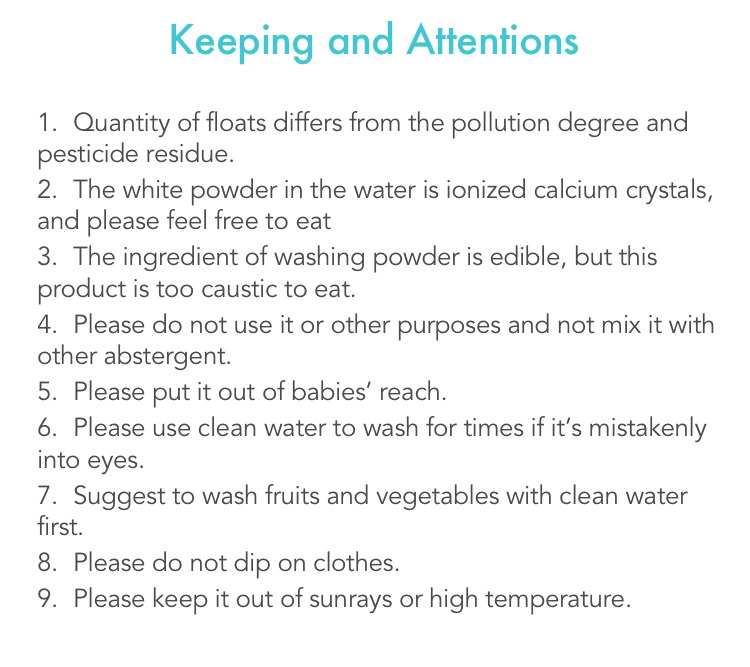 Keeping and Attentions
1. Quantity of floats differs from the pollution degree and
pesticide residue.
2. The white powder in the water is ionized calcium crystals,
and please feel free to eat
3. The ingredient of washing powder is edible, but this
product is too caustic to eat.
4. Please do not use it or other purposes and not mix it with
other abstergent.
5. Please put it out of babies’ reach.
6. Please use clean water to wash for times if it’s mistakenly
into eyes.
7. Suggest to wash fruits and vegetables with clean water
first.
8. Please do not dip on clothes.
9. Please keep it out of sunrays or high temperature.